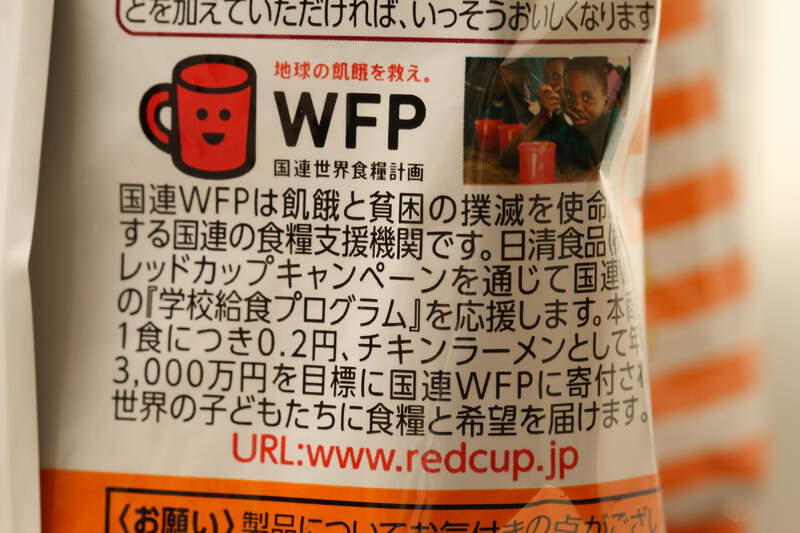 とを加えていただければ、いっそうおいしくなります
地球の飢餓を救え。
WFP
国連世界食糧計画
国連WFPは飢餓と貧困の撲滅を使命
する国連の食糧支援機関です。日清食品
レッドカップキャンペーンを通じて国連
の『学校給食プログラム』を応援します。本
1食につき0.2円、チキンラーメンとして年
3,000万円を目標に国連WFPに寄付され
世界の子どもたちに食糧と希望を届けます。
URL:www.redcup.jp
〈お願い〉製品についてお気付きの点がござ